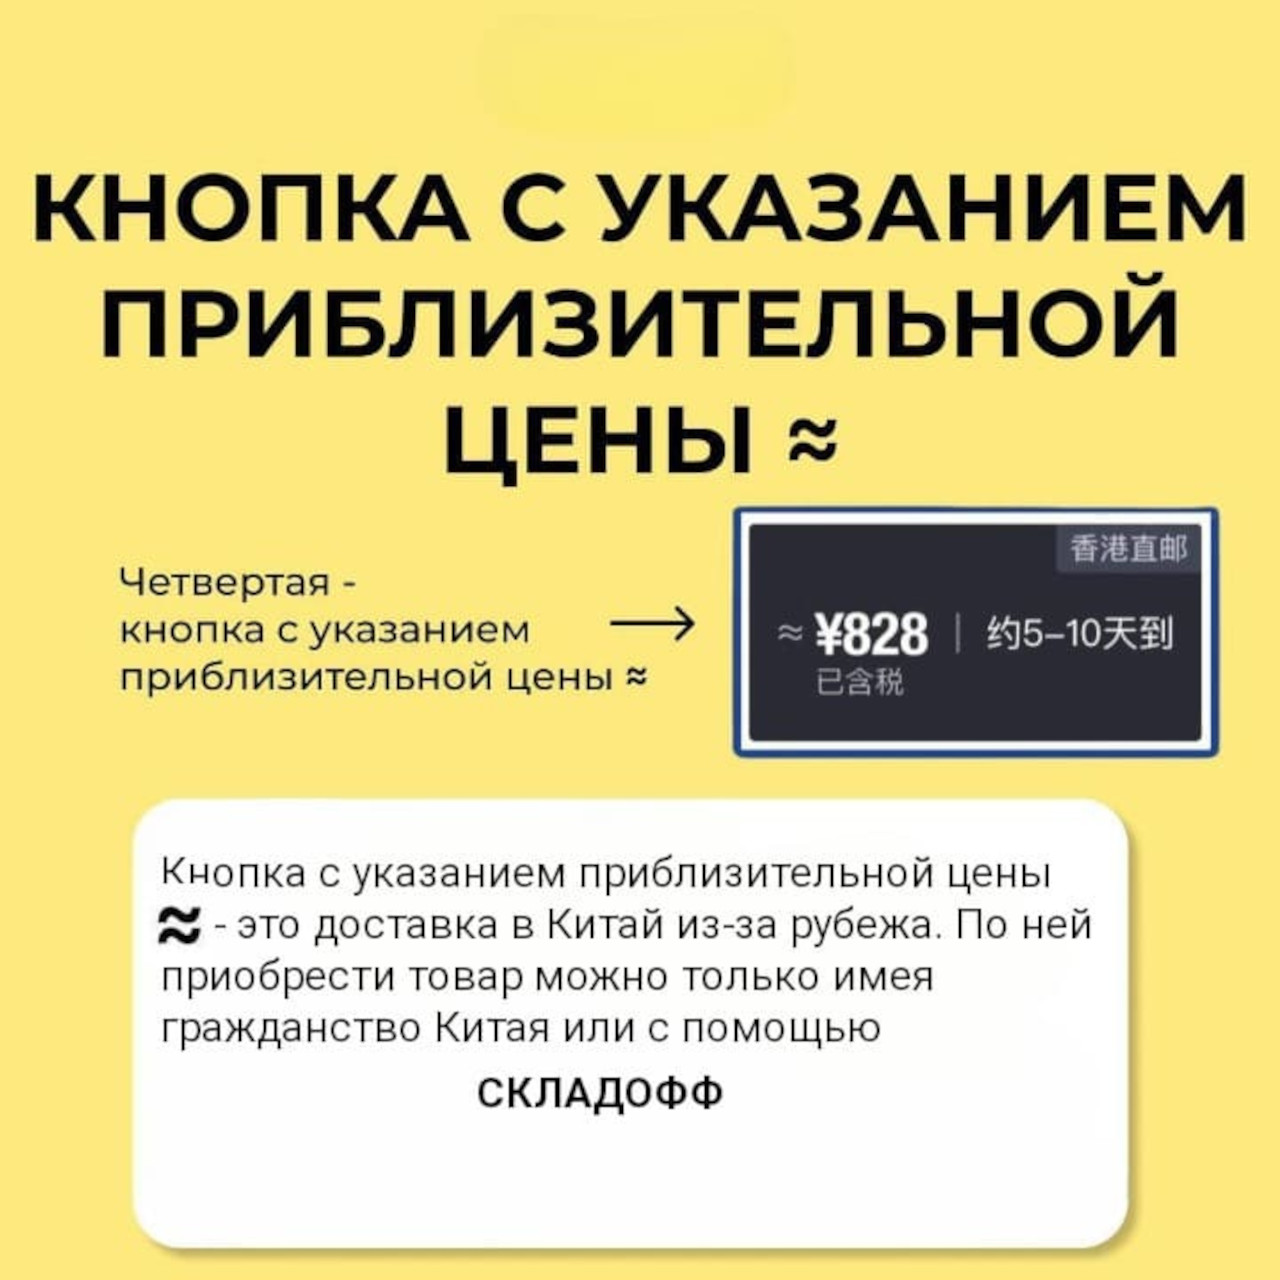 КНОПКА С УКАЗАНИЕМ
ПРИБЛИЗИТЕЛЬНОЙ
ЦЕНЫ ≈
Четвертая -
кнопка с указанием
приблизительной цены ≈
香港直邮
≈ ¥828 | 约5–10天到
已含税
Кнопка с указанием приблизительной цены
≈ - это доставка в Китай из-за рубежа. По ней
приобрести товар можно только имея
гражданство Китая или с помощью
СКЛАДОФФ